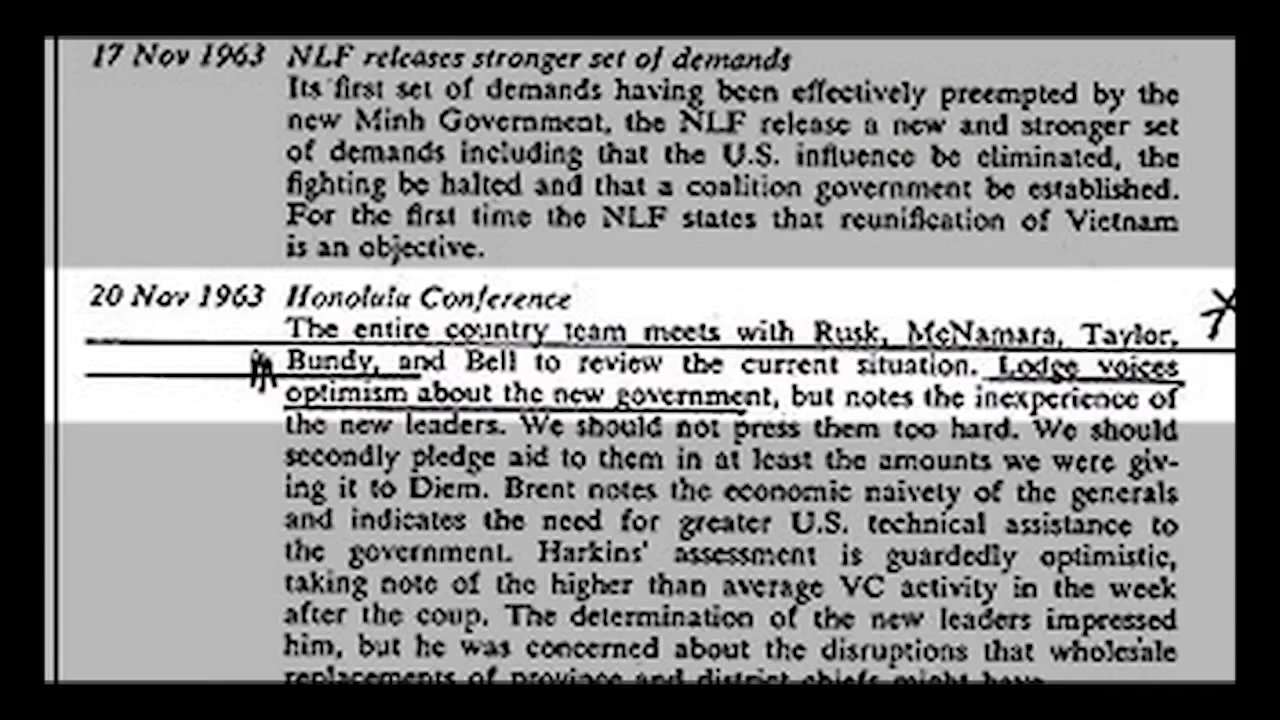 17 Nov 1963 NLF releases stronger set of demands
Its first set of demands having been effectively preempted by the
new Minh Government, the NLF release a new and stronger set
of demands including that the U.S. influence be eliminated, the
fighting be halted and that a coalition government be established.
For the first time the NLF states that reunification of Vietnam
is an objective.
20 Nov 1963 Honolulu Conference
The entire country team meets with Rusk, McNamara, Taylor,
Bundy, and Bell to review the current situation. Lodge voices
optimism about the new government, but notes the inexperience of
the new leaders. We should not press them too hard. We should
secondly pledge aid to them in at least the amounts we were giv-
ing it to Diem. Brent notes the economic naivety of the generals
and indicates the need for greater U.S. technical assistance to
the government. Harkins' assessment is guardedly optimistic,
taking note of the higher than average VC activity in the week
after the coup. The determination of the new leaders impressed
him, but he was concerned about the disruptions that wholesale
replacements of province and district chiefs might have.